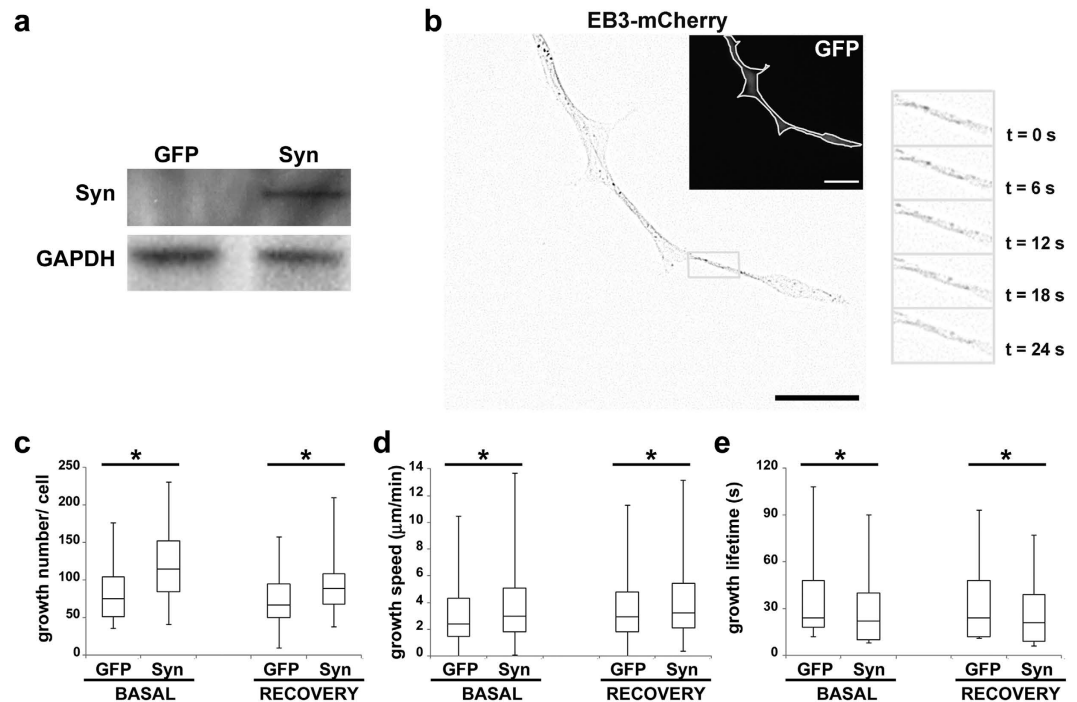 a
GFP Syn
Syn
GAPDH
b
EB3-mCherry
GFP
t = 0 s
t = 6 s
t = 12 s
t = 18 s
t = 24 s
c
growth number/ cell
250
200
150
100
50
0
*
*
GFP Syn GFP Syn
BASAL RECOVERY
d
growth speed (μm/min)
14
12
10
8
6
4
2
0
*
*
GFP Syn GFP Syn
BASAL RECOVERY
e
growth lifetime (s)
120
90
60
30
0
*
*
GFP Syn GFP Syn
BASAL RECOVERY